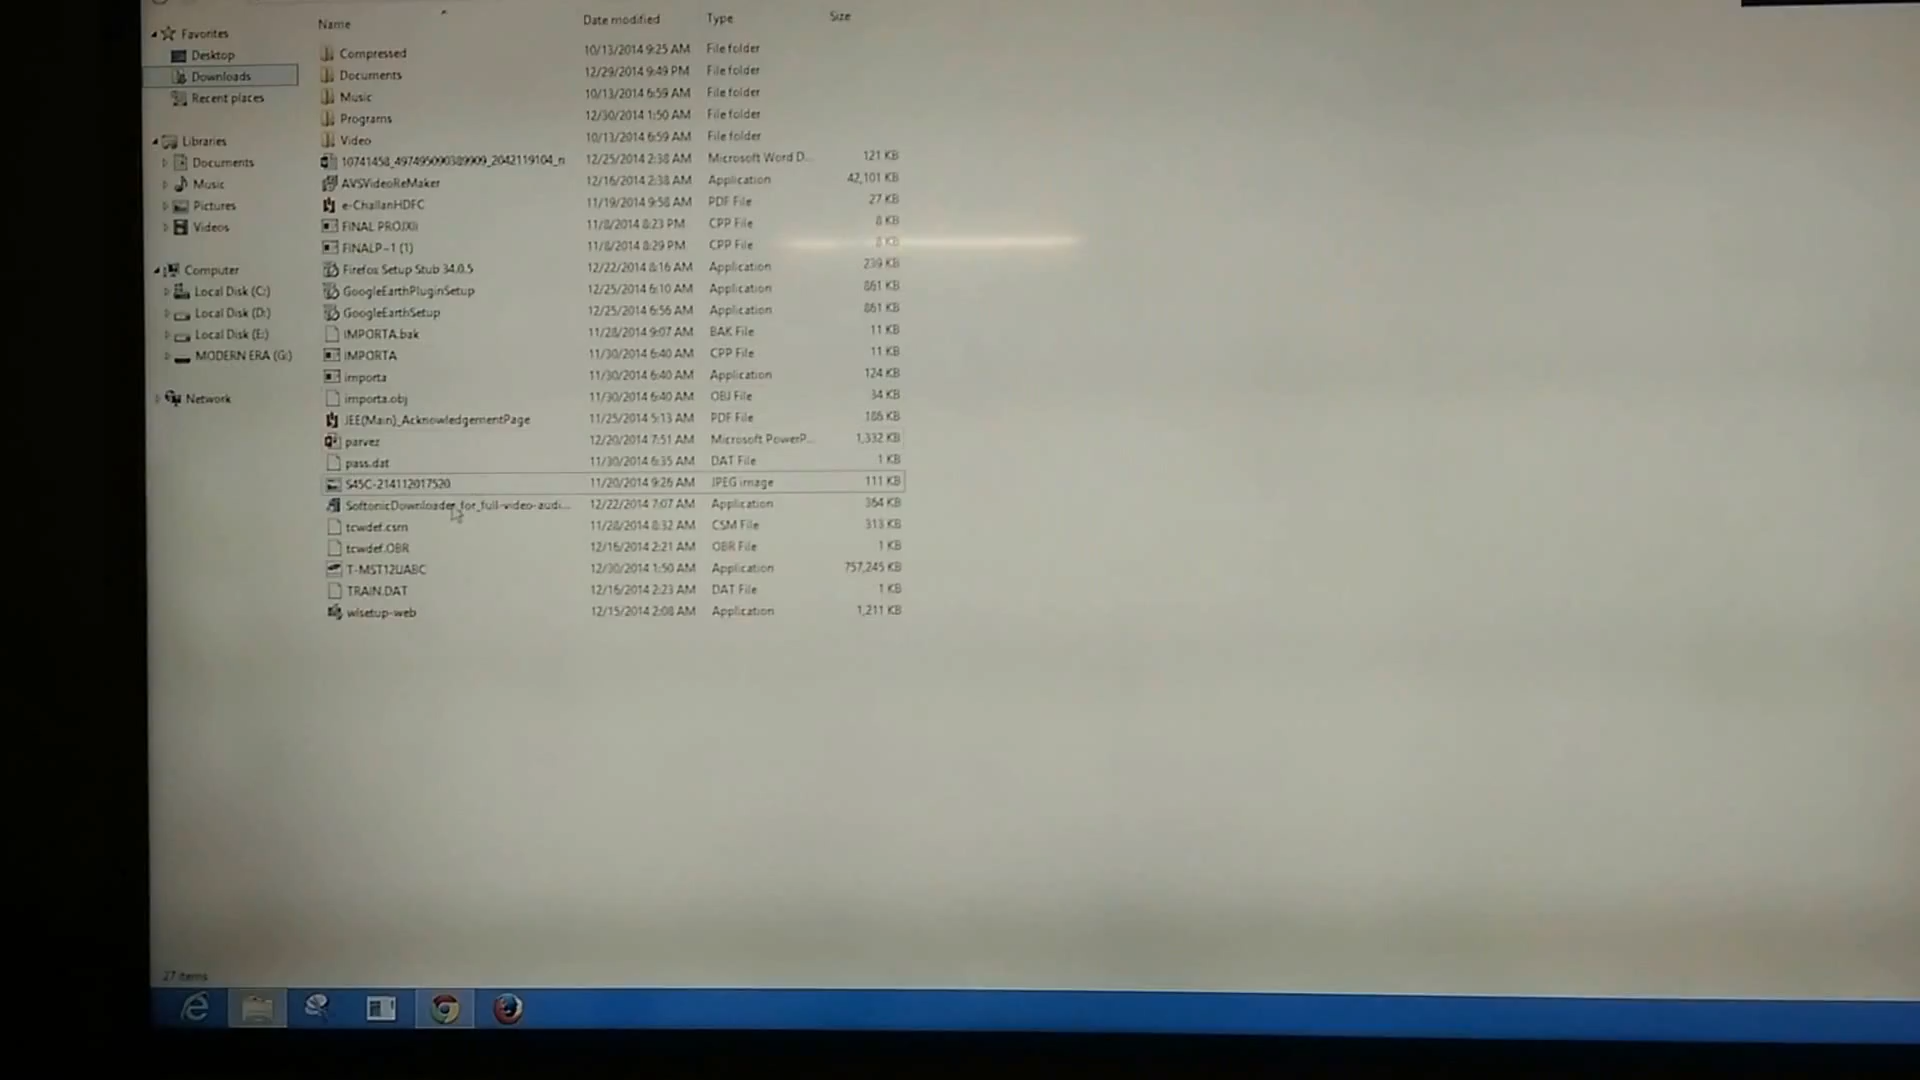 Name Date modified Type Size
Favorites
Desktop
Downloads
Recent places
Libraries
Documents
Music
Pictures
Videos
Computer
Local Disk (C:)
Local Disk (D:)
Local Disk (E:)
MODERN ERA (G:)
Network
Compressed 10/13/2014 9:25 AM File folder
Documents 12/29/2014 9:49 PM File folder
Music 10/13/2014 6:59 AM File folder
Programs 12/30/2014 1:50 AM File folder
Video 10/13/2014 6:59 AM File folder
10741458_497495090389909_2042119104_n 12/25/2014 2:38 AM Microsoft Word D... 121 KB
AVSVideoReMaker 12/16/2014 2:38 AM Application 42,101 KB
e-ChallanHDFC 11/19/2014 9:58 AM PDF File 27 KB
FINAL 11/8/2014 8:23 PM CPP File 8 KB
FINALP~1 (1) 11/8/2014 8:29 PM CPP File 8 KB
Firefox Setup Stub 34.0.5 12/22/2014 8:16 AM Application 239 KB
GoogleEarthPluginSetup 12/25/2014 6:10 AM Application 861 KB
GoogleEarthSetup 12/25/2014 6:56 AM Application 861 KB
IMPORTA.bak 11/28/2014 9:07 AM BAK File 11 KB
IMPORTA 11/30/2014 6:40 AM CPP File 11 KB
importa 11/30/2014 6:40 AM Application 124 KB
importa.obj 11/30/2014 6:40 AM OBJ File 34 KB
JEE(Main)_AcknowledgementPage 11/25/2014 5:13 AM PDF File 186 KB
parvez 12/20/2014 7:51 AM Microsoft PowerP... 1,332 KB
pass.dat 11/30/2014 6:35 AM DAT File 1 KB
S45C-214112017520 11/20/2014 9:26 AM JPEG image 111 KB
SoftonicDownloader_for_full-video-audi... 12/22/2014 7:07 AM Application 364 KB
tcwdef.csm 11/28/2014 8:32 AM CSM File 313 KB
tcwdef.OBR 12/16/2014 2:21 AM OBR File 1 KB
T-MST12UABC 12/30/2014 1:50 AM Application 757,245 KB
TRAIN.DAT 12/16/2014 2:23 AM DAT File 1 KB
wlsetup-web 12/15/2014 2:08 AM Application 1,211 KB
27 items